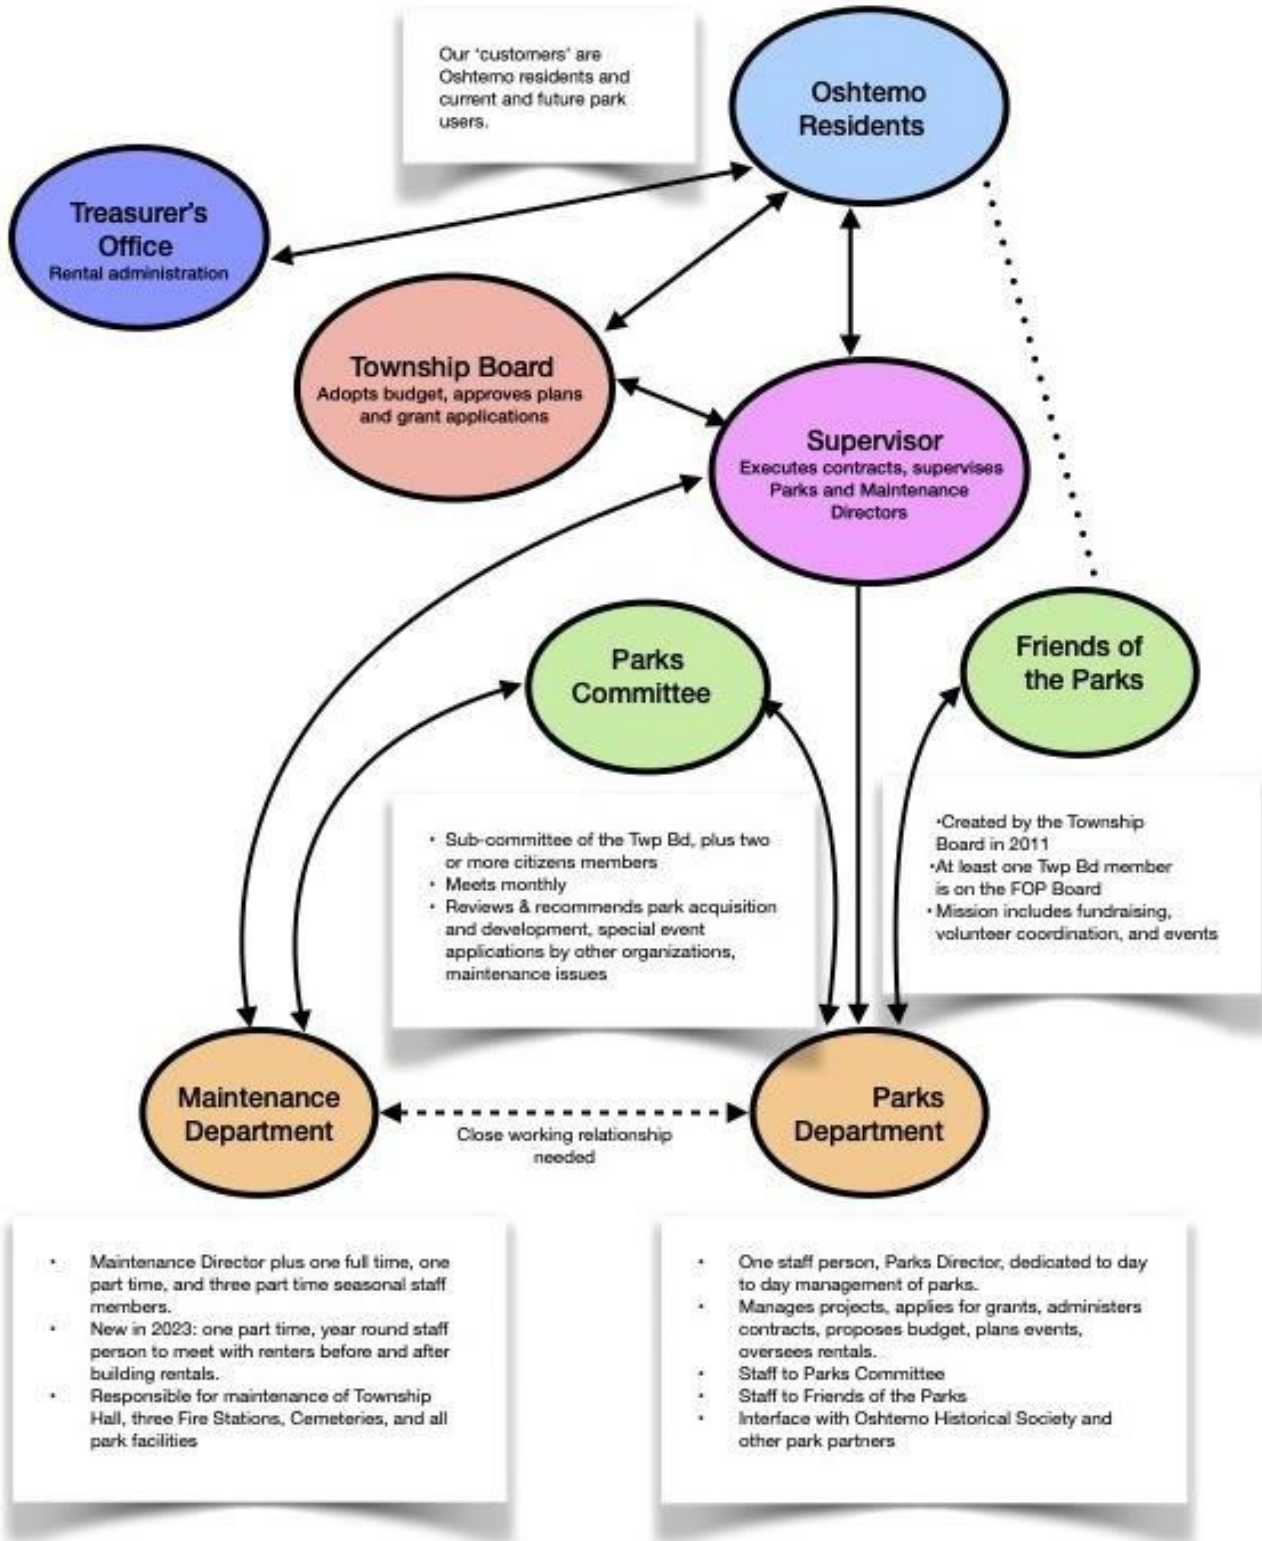 Our 'customers' are
Oshtemo residents and
current and future park
users.
Oshtemo
Residents
Treasurer's
Office
Rental administration
Township Board
Adopts budget, approves plans
and grant applications
Supervisor
Executes contracts, supervises
Parks and Maintenance
Directors
Parks
Committee
Friends of
the Parks
• Sub-committee of the Twp Bd, plus two
or more citizens members
• Meets monthly
• Reviews & recommends park acquisition
and development, special event
applications by other organizations,
maintenance issues
•Created by the Township
Board in 2011
•At least one Twp Bd member
is on the FOP Board
• Mission includes fundraising,
volunteer coordination, and events
Maintenance
Department
Close working relationship
needed
Parks
Department
• Maintenance Director plus one full time, one
part time, and three part time seasonal staff
members.
• New in 2023: one part time, year round staff
person to meet with renters before and after
building rentals.
• Responsible for maintenance of Township
Hall, three Fire Stations, Cemeteries, and all
park facilities
• One staff person, Parks Director, dedicated to day
to day management of parks.
• Manages projects, applies for grants, administers
contracts, proposes budget, plans events,
oversees rentals.
• Staff to Parks Committee
• Staff to Friends of the Parks
• Interface with Oshtemo Historical Society and
other park partners